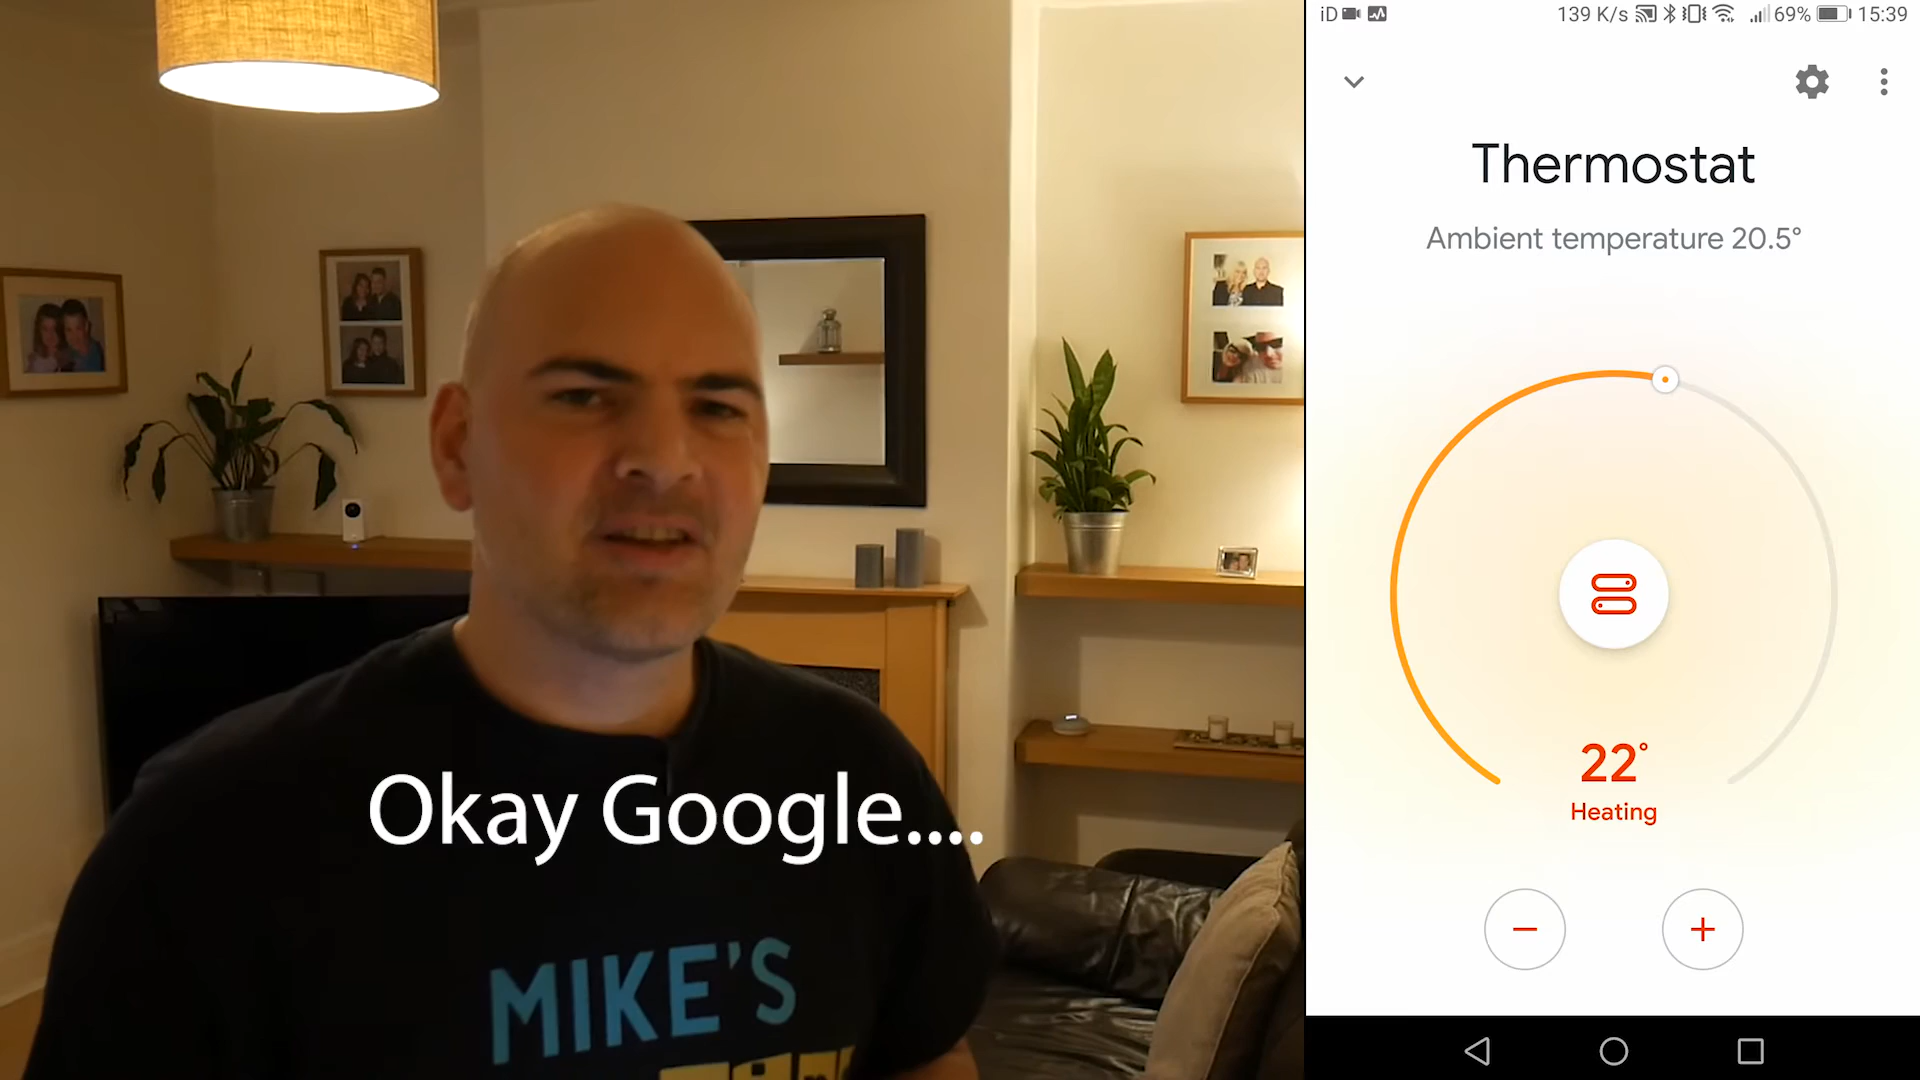 Okay Google....
MIKE'S
iD 139 K/s 69% 15:39
Thermostat
Ambient temperature 20.5°
22°
Heating